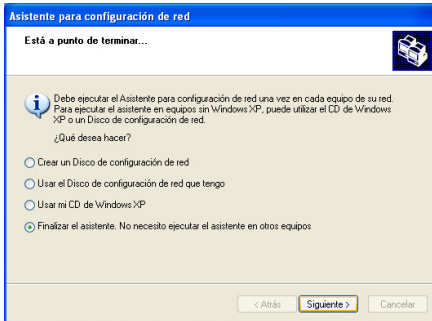 Asistente para configuración de red
Está a punto de terminar...
Debe ejecutar el Asistente para configuración de red una vez en cada equipo de su red.
Para ejecutar el asistente en equipos sin Windows XP, puede utilizar el CD de Windows
XP o un Disco de configuración de red.
¿Qué desea hacer?
Crear un Disco de configuración de red
Usar el Disco de configuración de red que tengo
Usar mi CD de Windows XP
Finalizar el asistente. No necesito ejecutar el asistente en otros equipos
< Atrás Siguiente > Cancelar